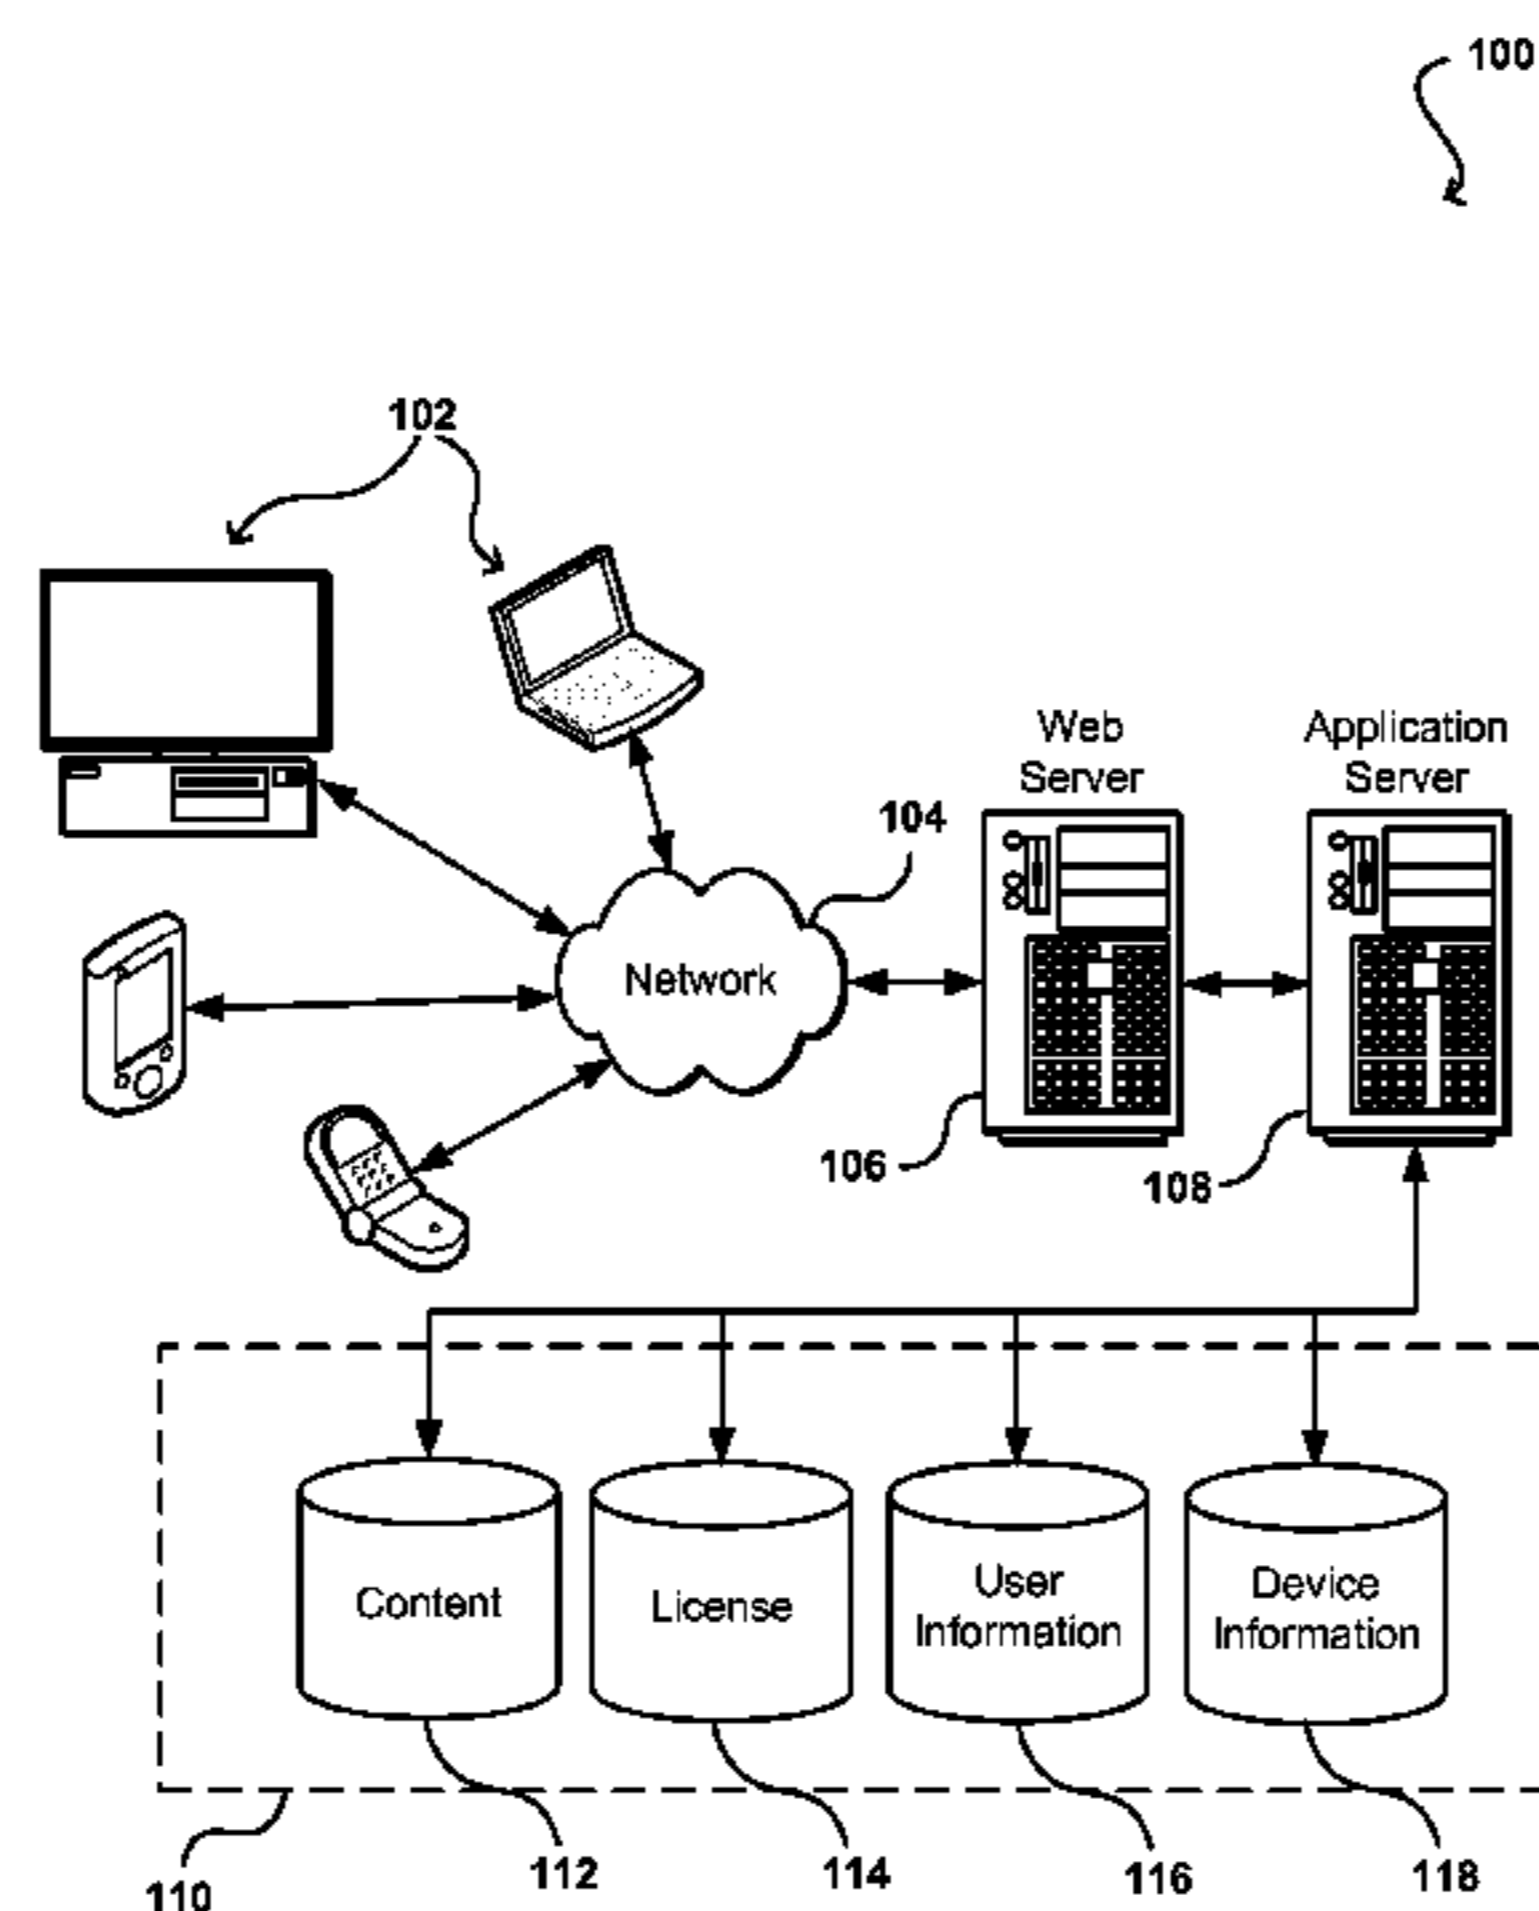 100
102
Web
Server
Application
Server
104
Network
106
108
Content
License
User
Information
Device
Information
110
112
114
116
118